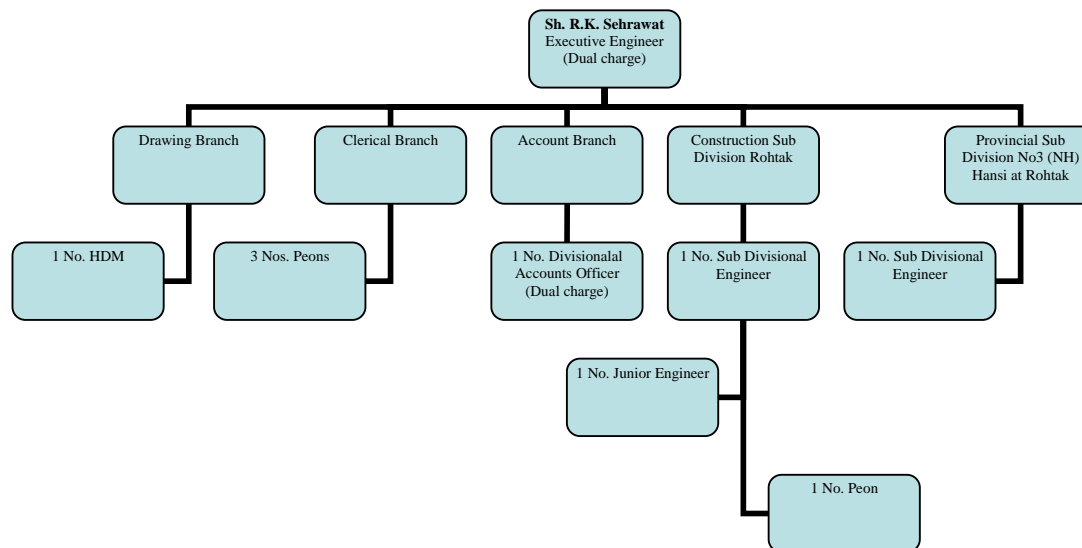 Sh. R.K. Sehrawat
Executive Engineer
(Dual charge)
Drawing Branch
Clerical Branch
Account Branch
Construction Sub
Division Rohtak
Provincial Sub
Division No3 (NH)
Hansi at Rohtak
1 No. HDM
3 Nos. Peons
1 No. Divisionalal
Accounts Officer
(Dual charge)
1 No. Sub Divisional
Engineer
1 No. Sub Divisional
Engineer
1 No. Junior Engineer
1 No. Peon